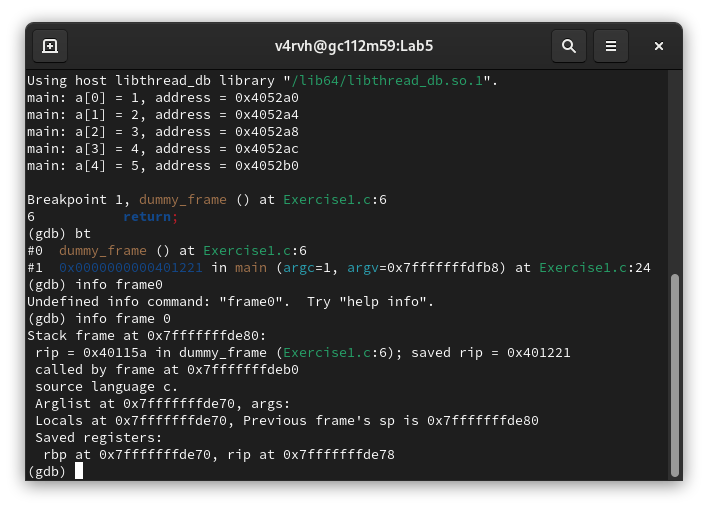 v4rvh@gc112m59:Lab5
Using host libthread_db library "/lib64/libthread_db.so.1".
main: a[0] = 1, address = 0x4052a0
main: a[1] = 2, address = 0x4052a4
main: a[2] = 3, address = 0x4052a8
main: a[3] = 4, address = 0x4052ac
main: a[4] = 5, address = 0x4052b0
Breakpoint 1, dummy_frame () at Exercise1.c:6
6           return;
(gdb) bt
#0  dummy_frame () at Exercise1.c:6
#1  0x0000000000401221 in main (argc=1, argv=0x7fffffffdfb8) at Exercise1.c:24
(gdb) info frame0
Undefined info command: "frame0".  Try "help info".
(gdb) info frame 0
Stack frame at 0x7fffffffde80:
 rip = 0x40115a in dummy_frame (Exercise1.c:6); saved rip = 0x401221
 called by frame at 0x7fffffffdeb0
 source language c.
 Arglist at 0x7fffffffde70, args:
 Locals at 0x7fffffffde70, Previous frame's sp is 0x7fffffffde80
 Saved registers:
  rbp at 0x7fffffffde70, rip at 0x7fffffffde78
(gdb)